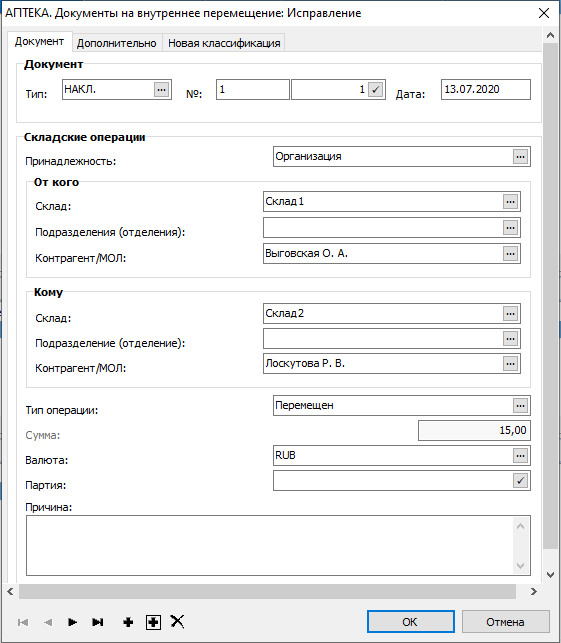 АПТЕКА. Документы на внутреннее перемещение: Исправление
Документ Дополнительно Новая классификация
Документ
Тип: НАКЛ. ... №: 1 1 Дата: 13.07.2020
Складские операции
Принадлежность: Организация ...
От кого
Склад: Склад1 ...
Подразделения (отделения): ...
Контрагент/МОЛ: Выговская О. А. ...
Кому
Склад: Склад2 ...
Подразделение (отделение): ...
Контрагент/МОЛ: Лоскутова Р. В. ...
Тип операции: Перемещен ...
Сумма: 15,00
Валюта: RUB ...
Партия:
Причина:
OK Отмена